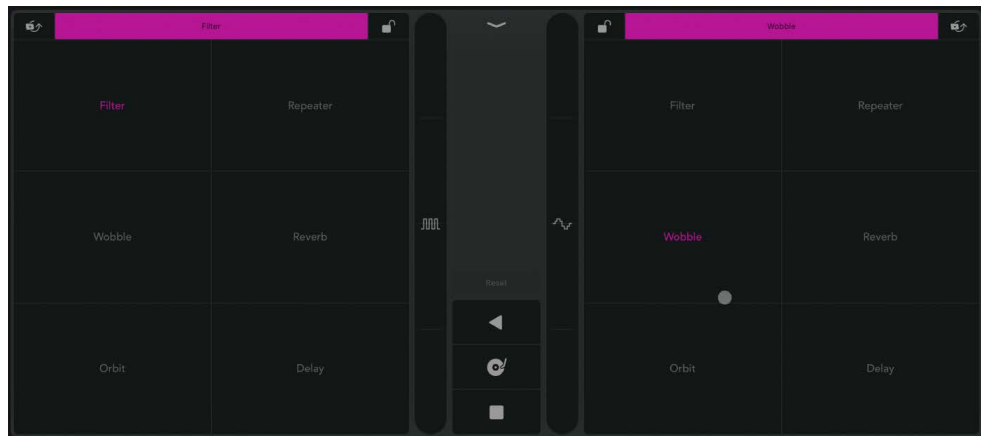 Filter
Wobble
Filter
Repeater
Wobble
Reverb
Orbit
Delay
Reset
Filter
Repeater
Wobble
Reverb
Orbit
Delay